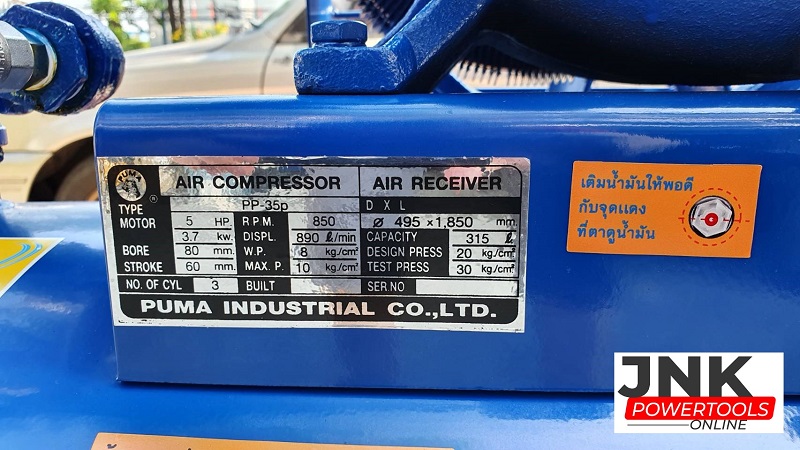 PUMA
®
AIR COMPRESSOR
AIR RECEIVER
TYPE PP-35p D X L
MOTOR 5 HP. R.P.M. 850 Ø 495 x 1,850 mm.
3.7 kw. DISPL. 890 ℓ/min CAPACITY 315 ℓ
BORE 80 mm. W.P. 8 kg./cm² DESIGN PRESS 20 kg./cm²
STROKE 60 mm. MAX. P. 10 kg./cm² TEST PRESS 30 kg./cm²
NO. OF CYL 3 BUILT SER.NO
PUMA INDUSTRIAL CO.,LTD.
เติมน้ำมันให้พอดี
กับจุดแดง
ที่ตาดูน้ำมัน
JNK
POWERTOOLS
ONLINE